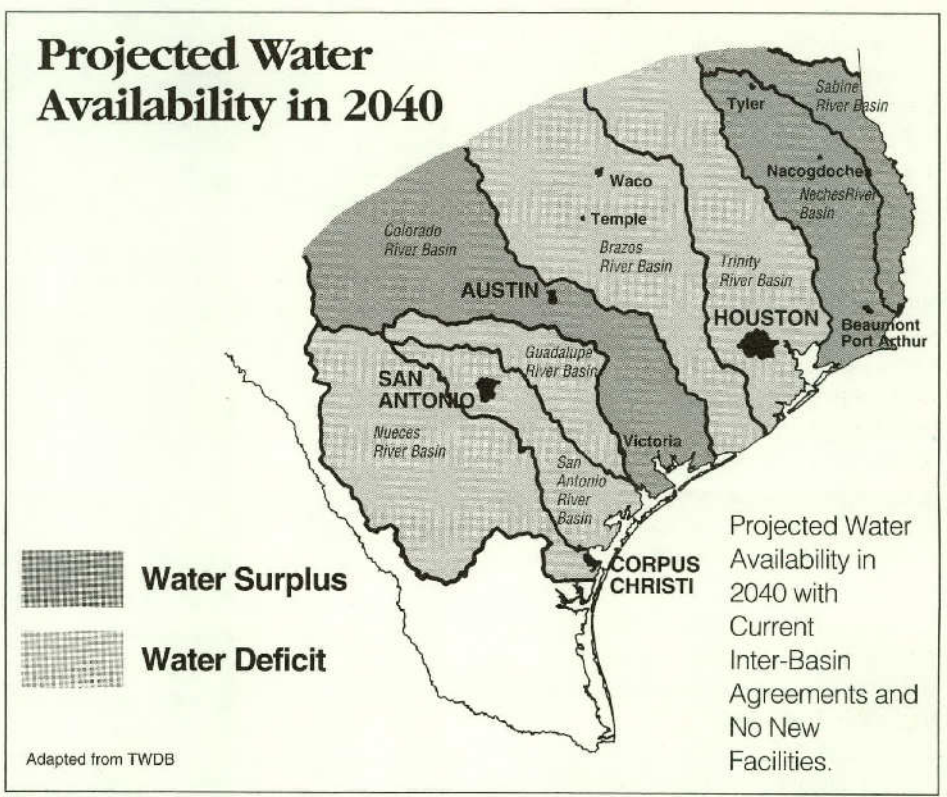 Projected Water
Availability in 2040
Sabine
River Basin
Tyler
Nacogdoches
NechesRiver
Basin
Waco
Temple
Brazos
River Basin
Colorado
River Basin
Trinity
River Basin
AUSTIN
HOUSTON
Beaumont
Port Arthur
Guadalupe
River Basin
SAN
ANTONIO
Nueces
River Basin
Victoria
San
Antonio
River
Basin
CORPUS
CHRISTI
Water Surplus
Water Deficit
Projected Water
Availability in
2040 with
Current
Inter-Basin
Agreements and
No New
Facilities.
Adapted from TWDB